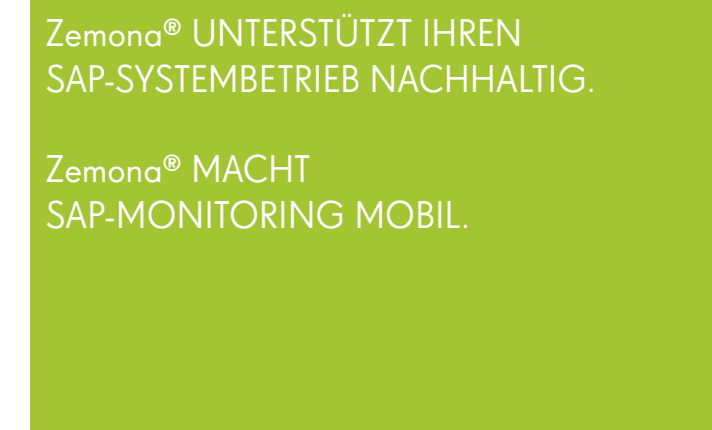 Zemona® UNTERSTÜTZT IHREN
SAP-SYSTEMBETRIEB NACHHALTIG.
Zemona® MACHT
SAP-MONITORING MOBIL.